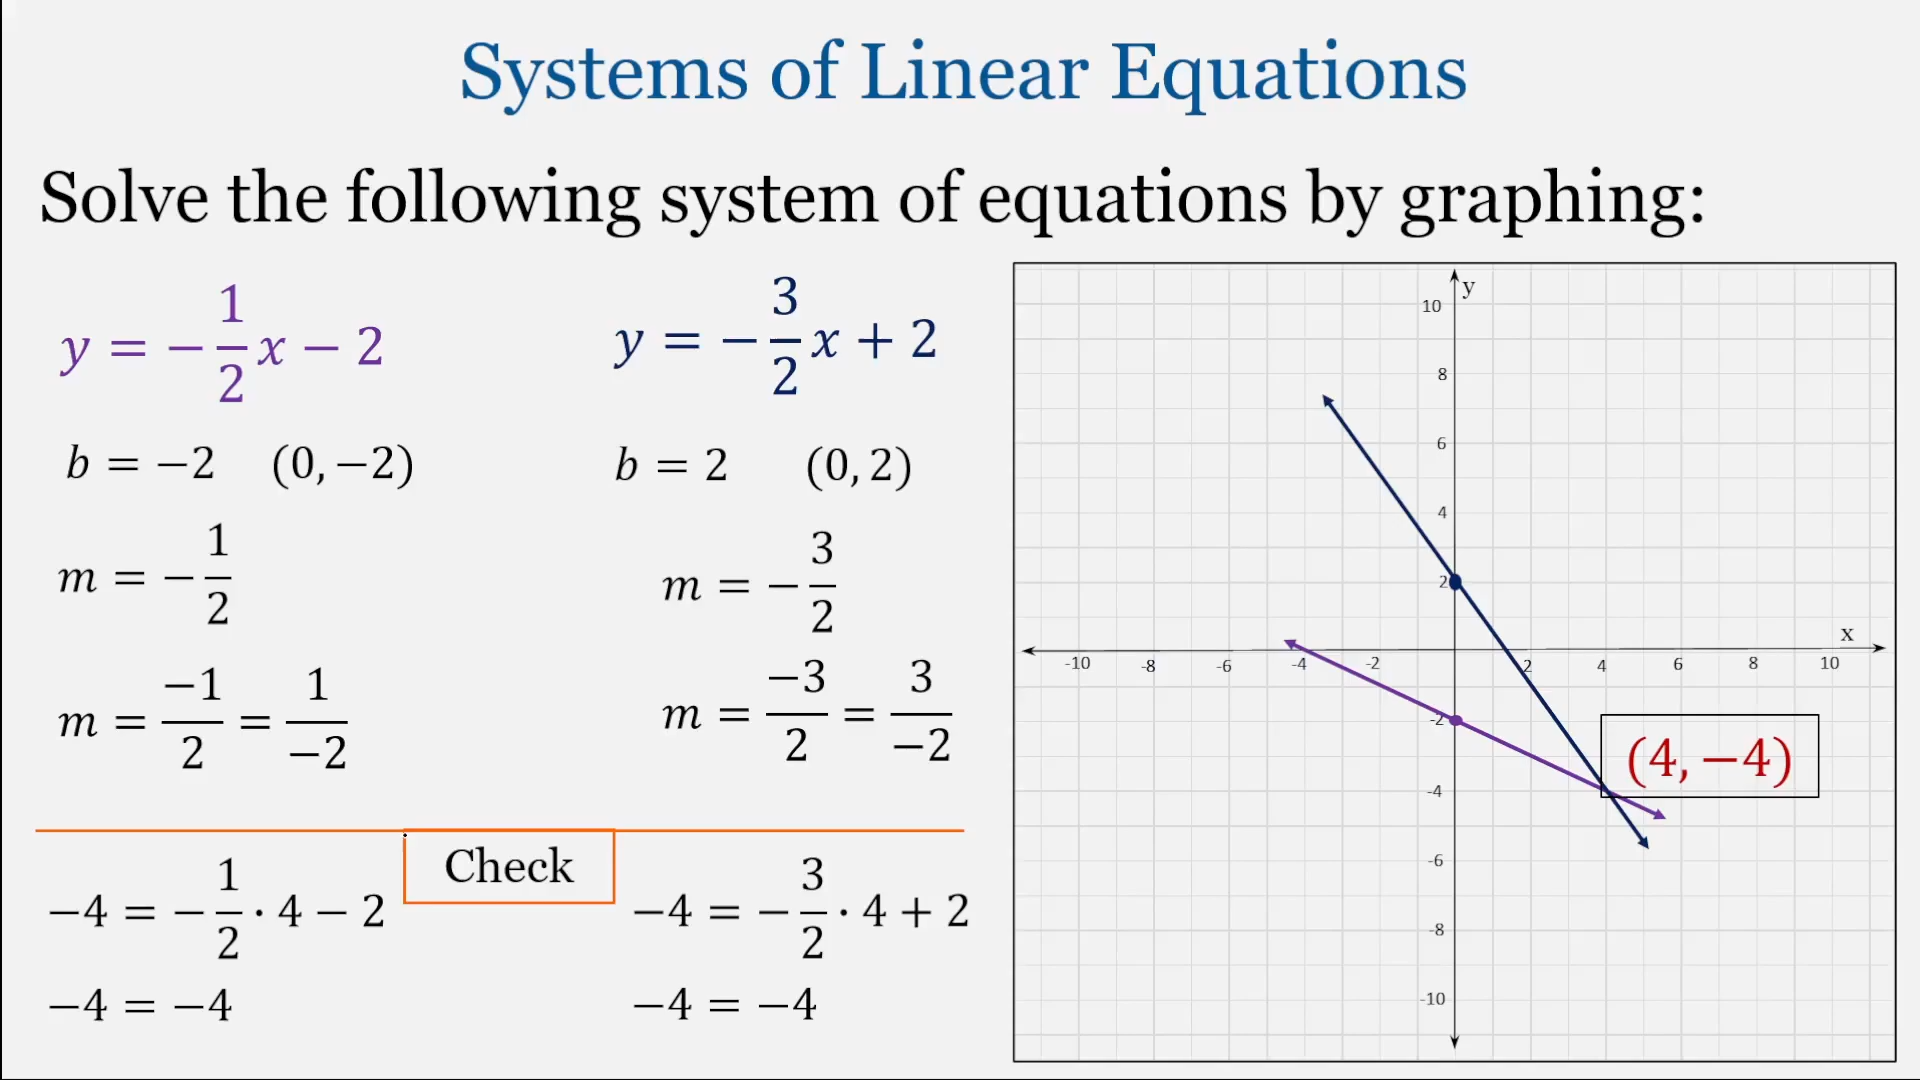 Systems of Linear Equations
Solve the following system of equations by graphing:
y = −1/2 x − 2
b = −2 (0, −2)
m = −1/2
m = −1/2 = 1/−2
y = −3/2 x + 2
b = 2 (0, 2)
m = −3/2
m = −3/2 = 3/−2
Check
−4 = −1/2 · 4 − 2
−4 = −4
−4 = −3/2 · 4 + 2
−4 = −4
y
10
8
6
4
2
x
-10 -8 -6 -4 -2 2 4 6 8 10
-2
(4, −4)
-4
-6
-8
-10